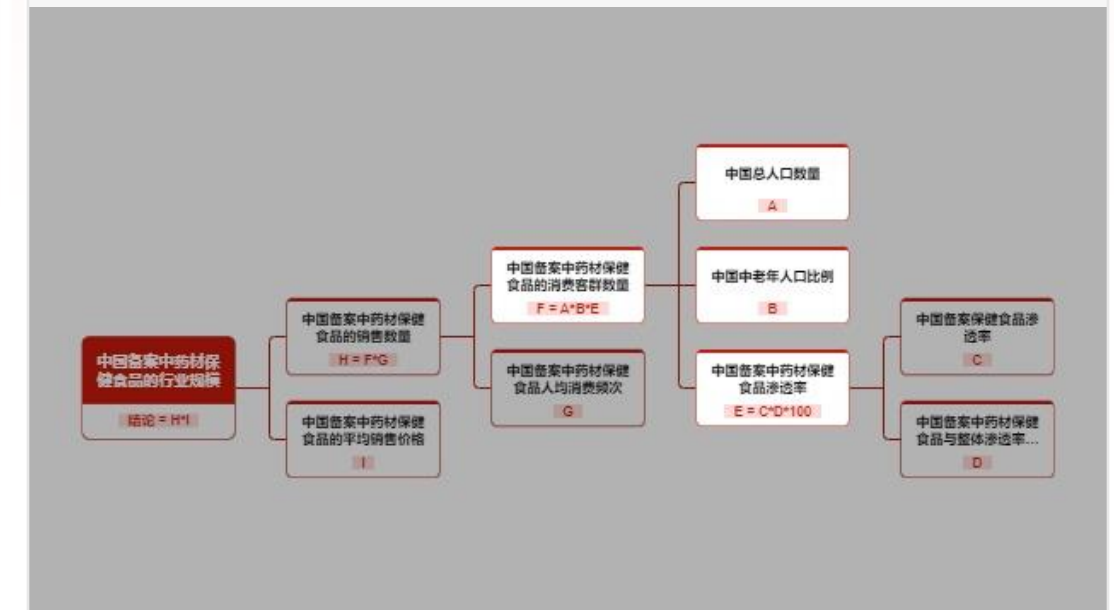 中国总人口数量
A
中国备案中药材保健
食品的消费客群数量
F = A*B*E
中国中老年人口比例
B
中国备案中药材保健
食品的销售数量
H = F*G
中国备案保健食品渗
透率
C
中国备案中药材保
健食品的行业规模
结论 = H*I
中国备案中药材保健
食品人均消费频次
G
中国备案中药材保健
食品渗透率
E = C*D*100
中国备案中药材保健
食品的平均销售价格
I
中国备案中药材保健
食品与整体渗透率...
D